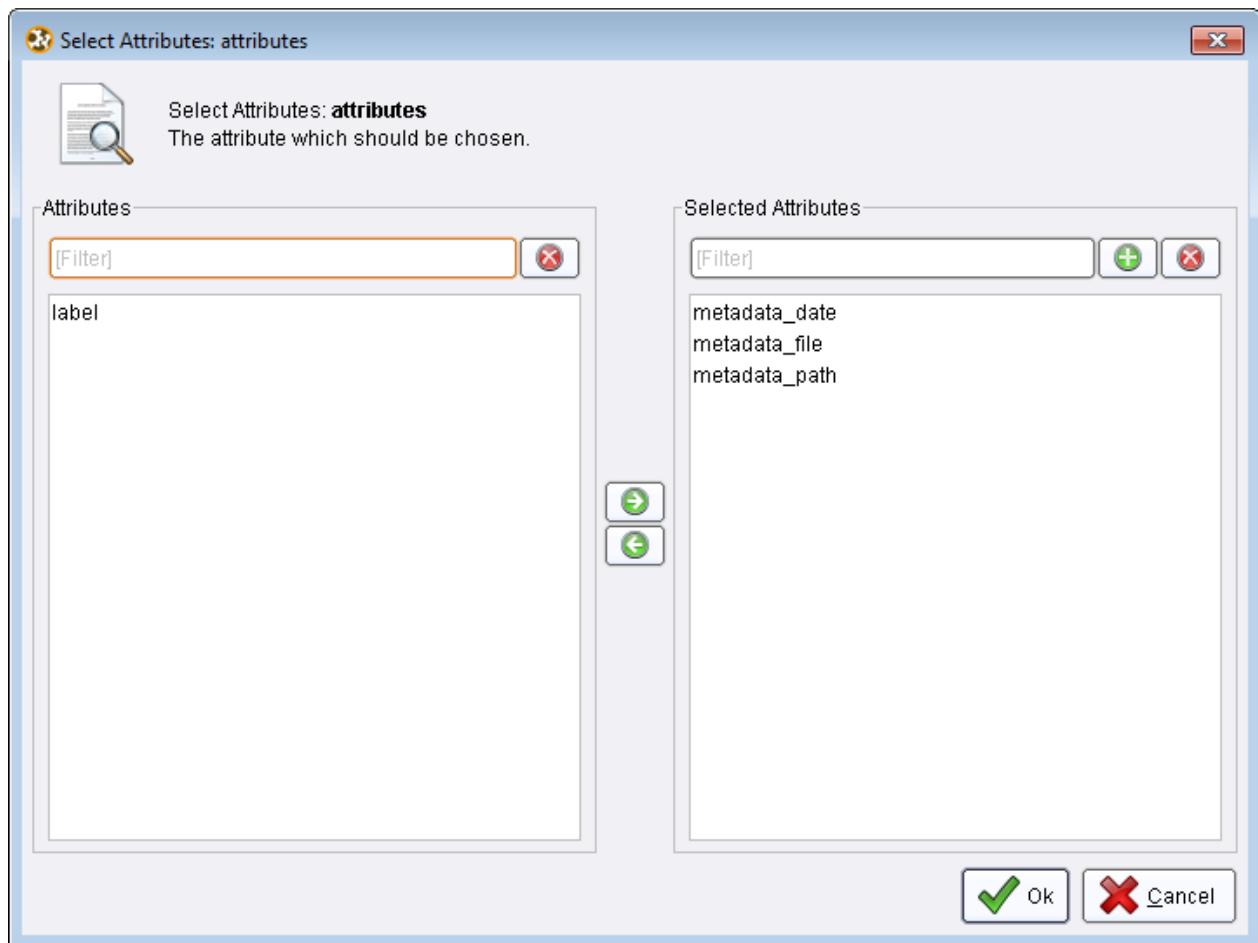 Select Attributes: attributes
Select Attributes: attributes
The attribute which should be chosen.
Attributes
[Filter]
label
Selected Attributes
[Filter]
metadata_date
metadata_file
metadata_path
Ok
Cancel